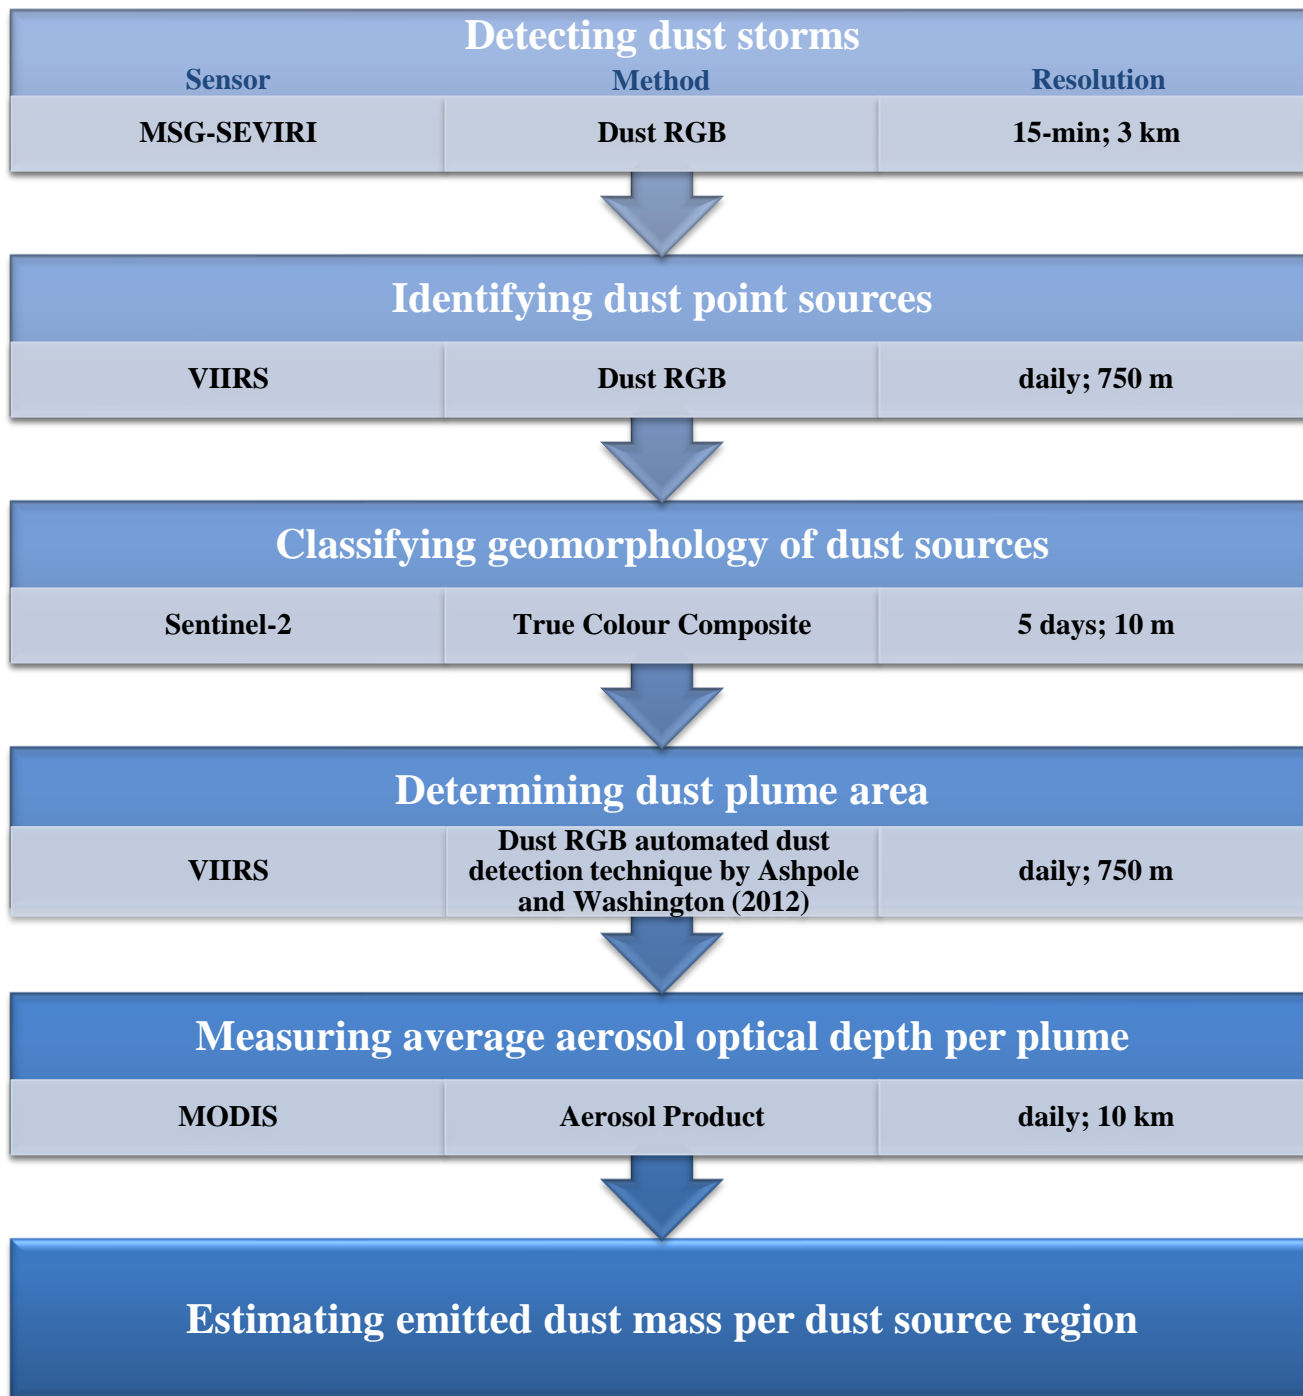 Detecting dust storms
Sensor Method Resolution
MSG-SEVIRI Dust RGB 15-min; 3 km
Identifying dust point sources
VIIRS Dust RGB daily; 750 m
Classifying geomorphology of dust sources
Sentinel-2 True Colour Composite 5 days; 10 m
Determining dust plume area
VIIRS
Dust RGB automated dust
detection technique by Ashpole
and Washington (2012)
daily; 750 m
Measuring average aerosol optical depth per plume
MODIS Aerosol Product daily; 10 km
Estimating emitted dust mass per dust source region